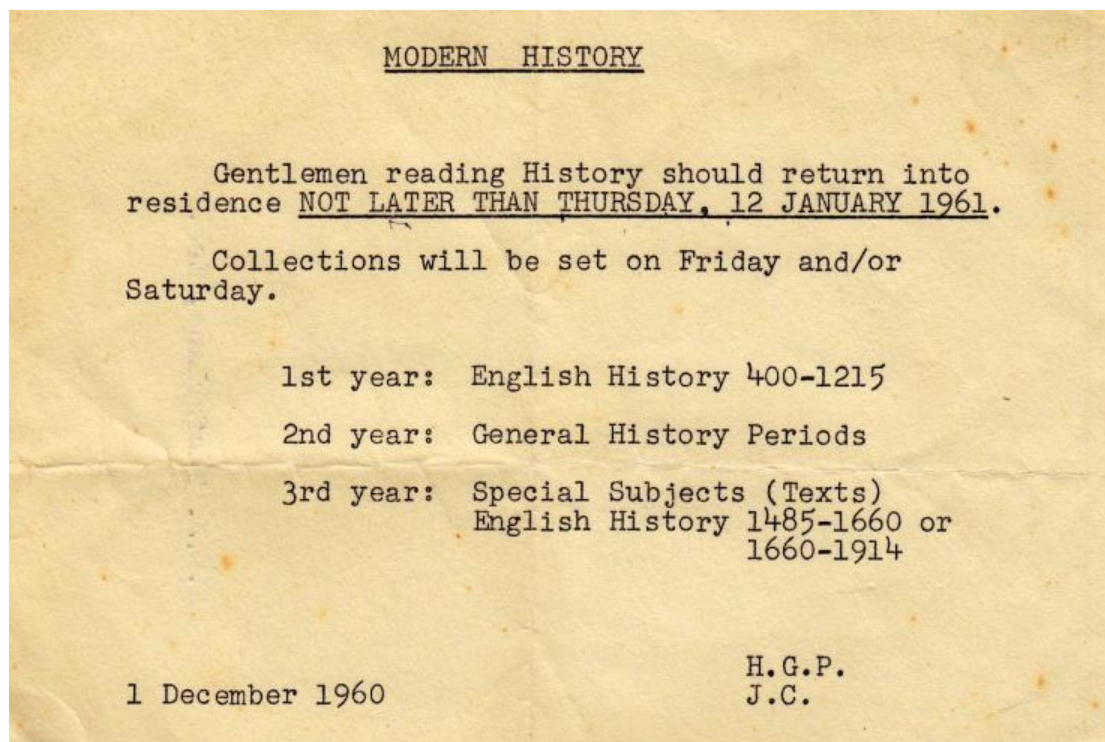 MODERN HISTORY
Gentlemen reading History should return into
residence NOT LATER THAN THURSDAY, 12 JANUARY 1961.
Collections will be set on Friday and/or
Saturday.
1st year: English History 400-1215
2nd year: General History Periods
3rd year: Special Subjects (Texts)
English History 1485-1660 or
1660-1914
H.G.P.
1 December 1960 J.C.